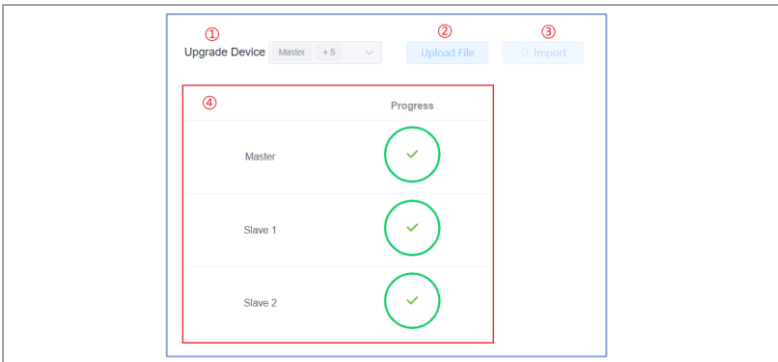 ① ② ③
Upgrade Device Master + 5 Upload File Import
④ Progress
Master
Slave 1
Slave 2